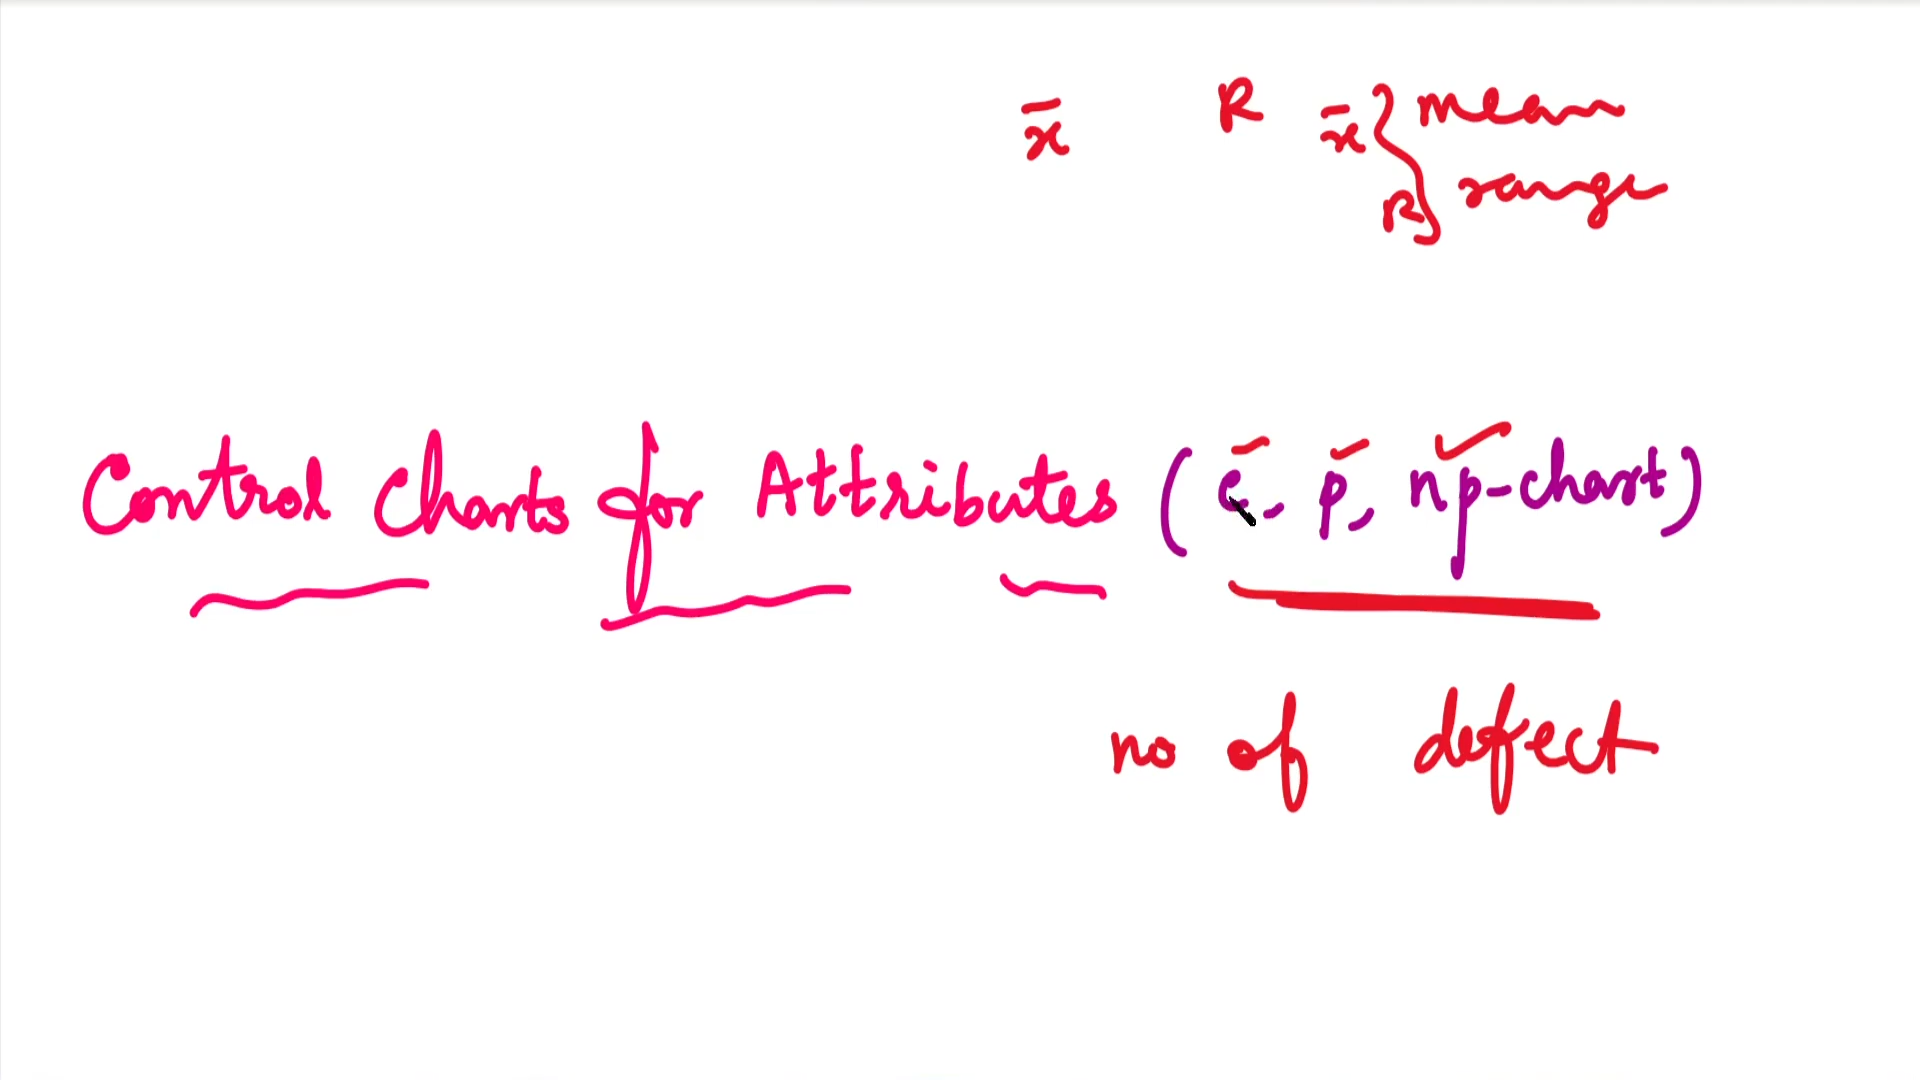 x̄ R x̄ } mean
R range
Control Charts for Attributes ( c, p, np-chart)
no of defect